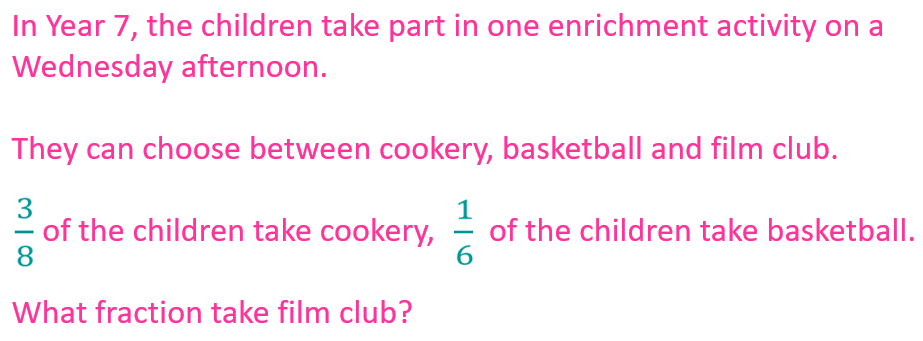 In Year 7, the children take part in one enrichment activity on a
Wednesday afternoon.
They can choose between cookery, basketball and film club.
3/8 of the children take cookery, 1/6 of the children take basketball.
What fraction take film club?